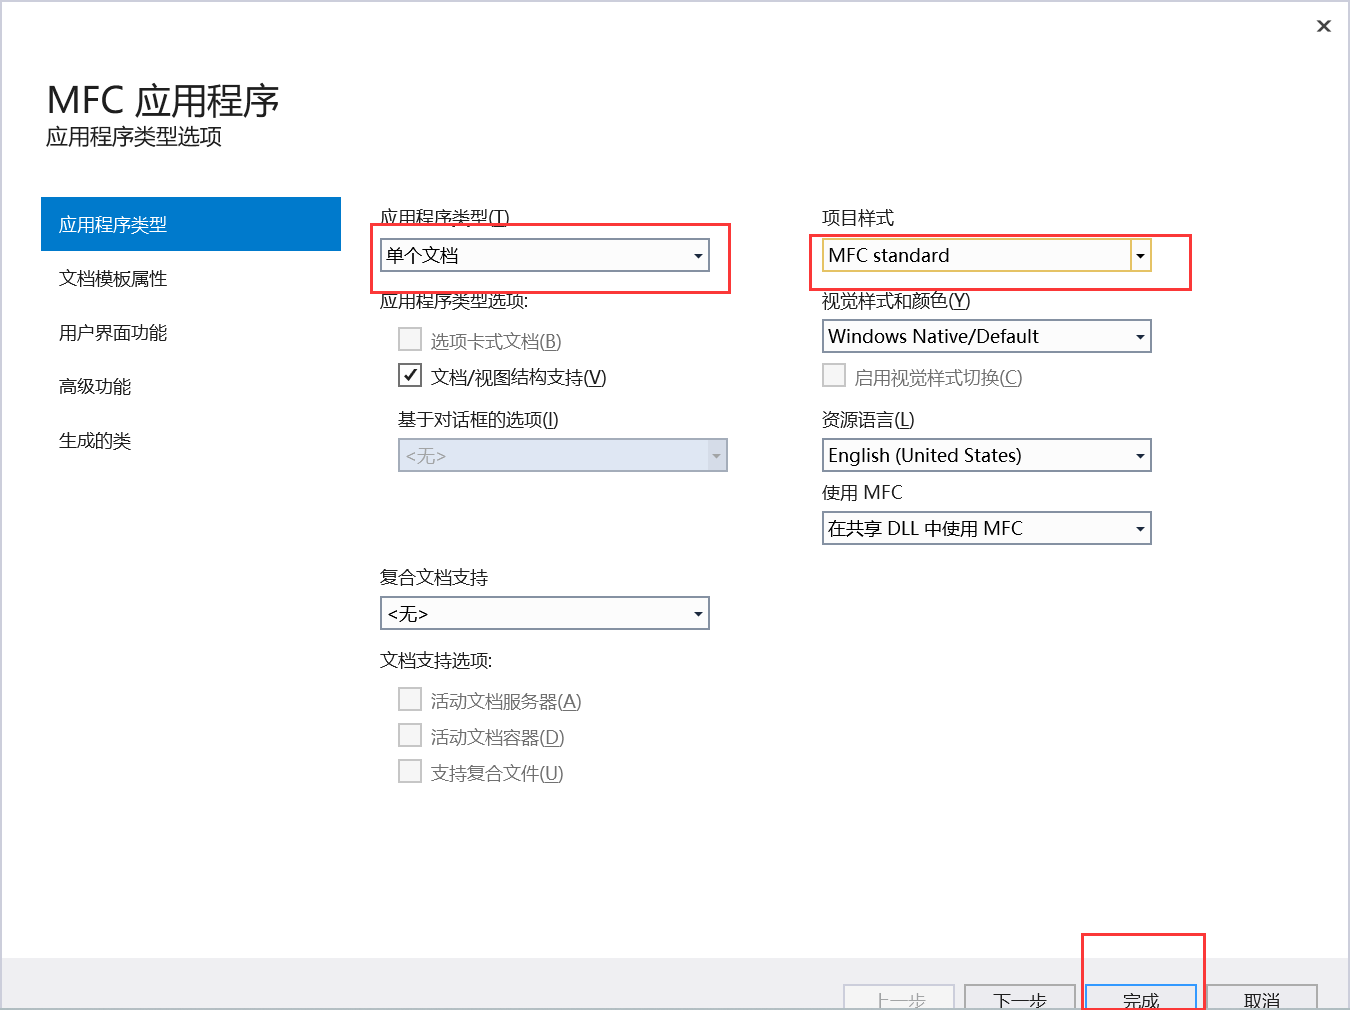 MFC 应用程序
应用程序类型选项
应用程序类型
文档模板属性
用户界面功能
高级功能
生成的类
应用程序类型(T)
单个文档
应用程序类型选项:
选项卡式文档(B)
文档/视图结构支持(V)
基于对话框的选项(I)
<无>
复合文档支持
<无>
文档支持选项:
活动文档服务器(A)
活动文档容器(D)
支持复合文件(U)
项目样式
MFC standard
视觉样式和颜色(Y)
Windows Native/Default
启用视觉样式切换(C)
资源语言(L)
English (United States)
使用 MFC
在共享 DLL 中使用 MFC
上一步
下一步
完成
取消